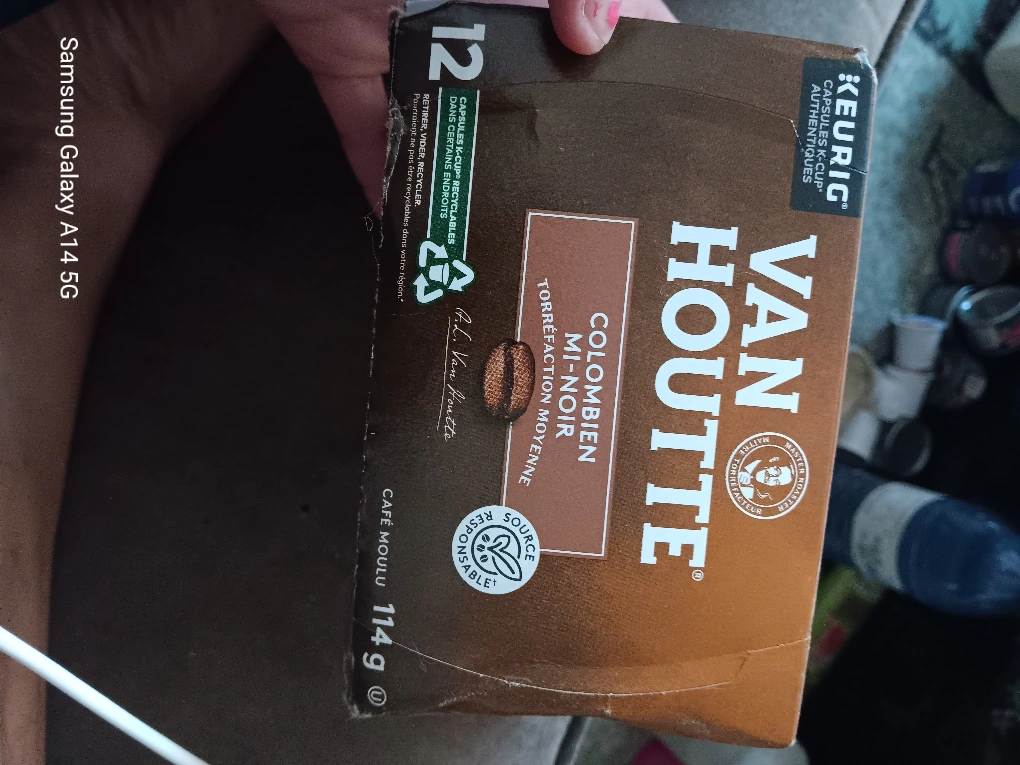 KEURIG®
CAPSULES K-CUP®
AUTHENTIQUES
VAN
HOUTTE®
MASTER ROASTER
MAÎTRE TORRÉFACTEUR
COLOMBIEN
MI-NOIR
TORRÉFACTION MOYENNE
SOURCE
RESPONSABLE†
A.L. Van Houtte
12
CAPSULES K-CUP® RECYCLABLES
DANS CERTAINS ENDROITS
RETIRER, VIDER, RECYCLER.
Pourraient ne pas être recyclables dans votre région.*
CAFÉ MOULU 114 g U
Samsung Galaxy A14 5G